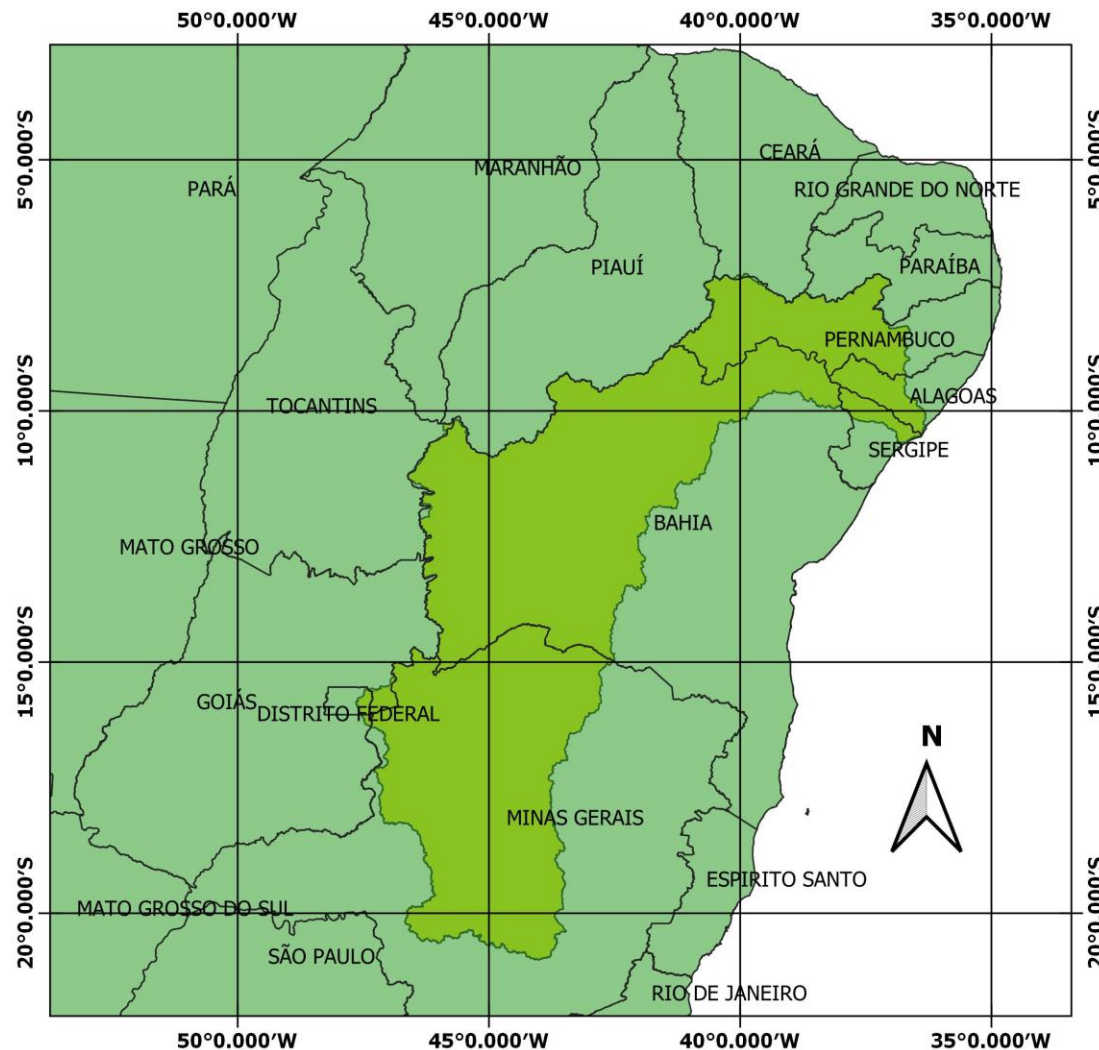 50°0.000'W 45°0.000'W 40°0.000'W 35°0.000'W
5°0.000'S
5°0.000'S
CEARÁ
MARANHÃO
PARÁ
RIO GRANDE DO NORTE
PIAUÍ
PARAÍBA
PERNAMBUCO
ALAGOAS
TOCANTINS
10°0.000'S
10°0.000'S
SERGIPE
BAHIA
MATO GROSSO
15°0.000'S
15°0.000'S
GOIÁS
DISTRITO FEDERAL
N
MINAS GERAIS
ESPIRITO SANTO
MATO GROSSO DO SUL
20°0.000'S
20°0.000'S
SÃO PAULO
RIO DE JANEIRO
50°0.000'W 45°0.000'W 40°0.000'W 35°0.000'W